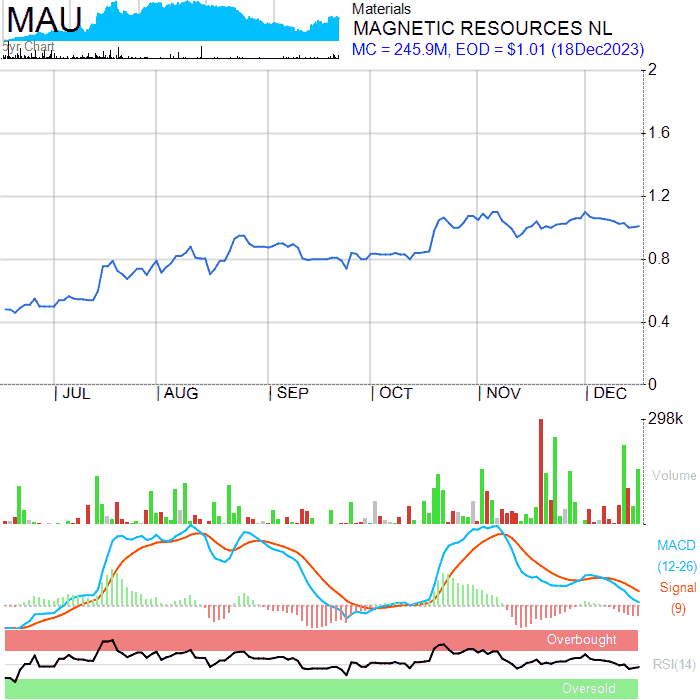 MAU
5yr Chart
Materials
MAGNETIC RESOURCES NL
MC = 245.9M, EOD = $1.01 (18Dec2023)
2
1.6
1.2
0.8
0.4
0
JUL AUG SEP OCT NOV DEC
298k
Volume
MACD
(12-26)
Signal
(9)
Overbought
RSI(14)
Oversold